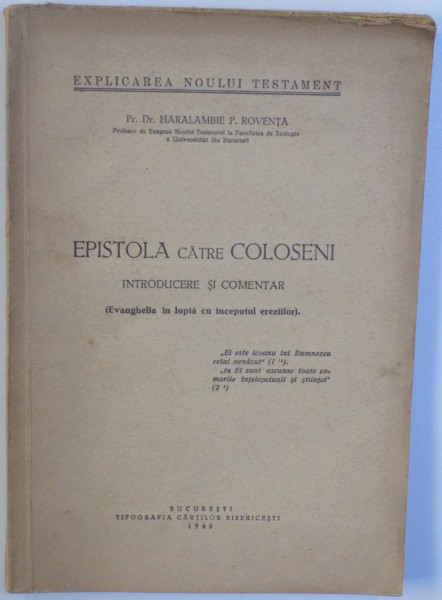 EXPLICAREA NOULUI TESTAMENT
Pr. Dr. HARALAMBIE P. ROVENȚA
Profesor de Exegeza Noului Testament la Facultatea de Teologie
a Universității din București
EPISTOLA CĂTRE COLOSENI
INTRODUCERE ȘI COMENTAR
(Evanghelia în luptă cu începutul ereziilor).
„El este icoana lui Dumnezeu
celui nevăzut" (1 ¹⁵).
„In El sunt ascunse toate co-
morile înțelepciunii și științei"
(2 ³)
BUCUREȘTI
TIPOGRAFIA CĂRȚILOR BISERICEȘTI
1946